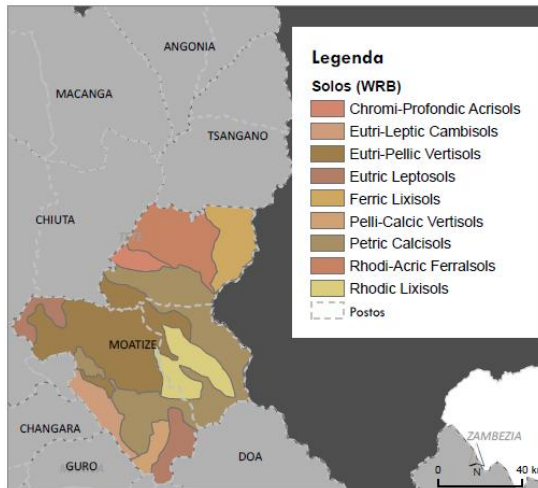 ANGONIA
MACANGA
TSANGANO
CHIUTA
MOATIZE
CHANGARA
GURO
DOA
Legenda
Solos (WRB)
Chromi-Profondic Acrisols
Eutri-Leptic Cambisols
Eutri-Pellic Vertisols
Eutric Leptosols
Ferric Lixisols
Pelli-Calcic Vertisols
Petric Calcisols
Rhodi-Acric Ferralsols
Rhodic Lixisols
Postos
ZAMBEZIA
N
0 40 km